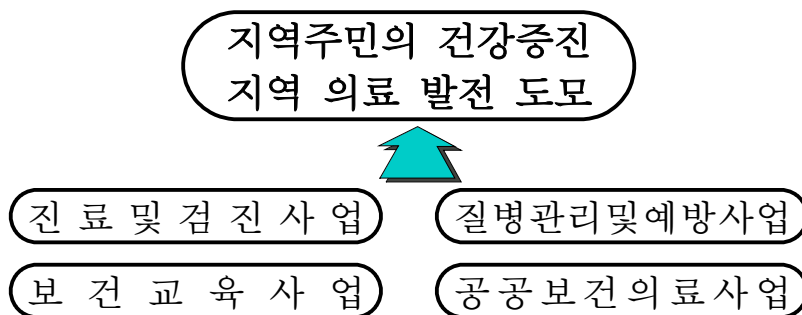 지역주민의 건강증진
지역 의료 발전 도모
진료및검진사업
질병관리및예방사업
보건교육사업
공공보건의료사업